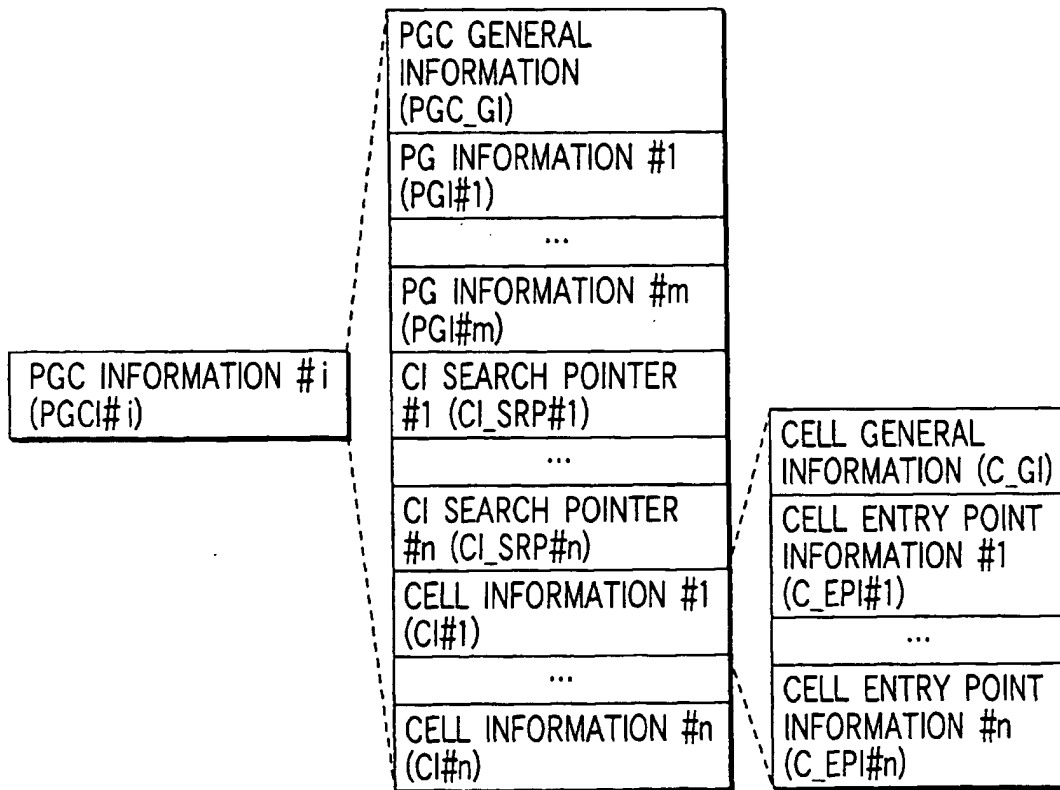 PGC INFORMATION #i
(PGCI#i)
PGC GENERAL
INFORMATION
(PGC_GI)
PG INFORMATION #1
(PGI#1)
...
PG INFORMATION #m
(PGI#m)
CI SEARCH POINTER
#1 (CI_SRP#1)
...
CI SEARCH POINTER
#n (CI_SRP#n)
CELL INFORMATION #1
(CI#1)
...
CELL INFORMATION #n
(CI#n)
CELL GENERAL
INFORMATION (C_GI)
CELL ENTRY POINT
INFORMATION #1
(C_EPI#1)
...
CELL ENTRY POINT
INFORMATION #n
(C_EPI#n)